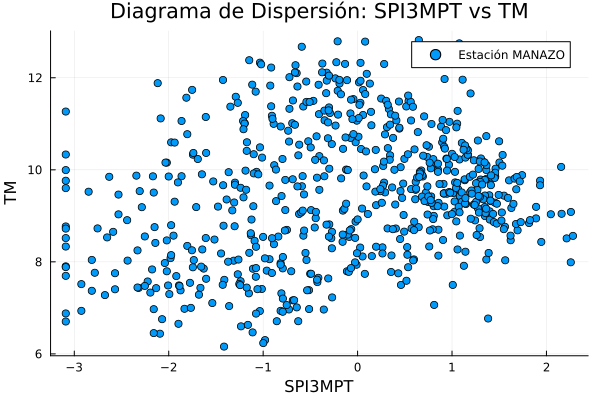 Diagrama de Dispersión: SPI3MPT vs TM
Estación MANAZO
TM
12
10
8
6
−3 −2 −1 0 1 2
SPI3MPT